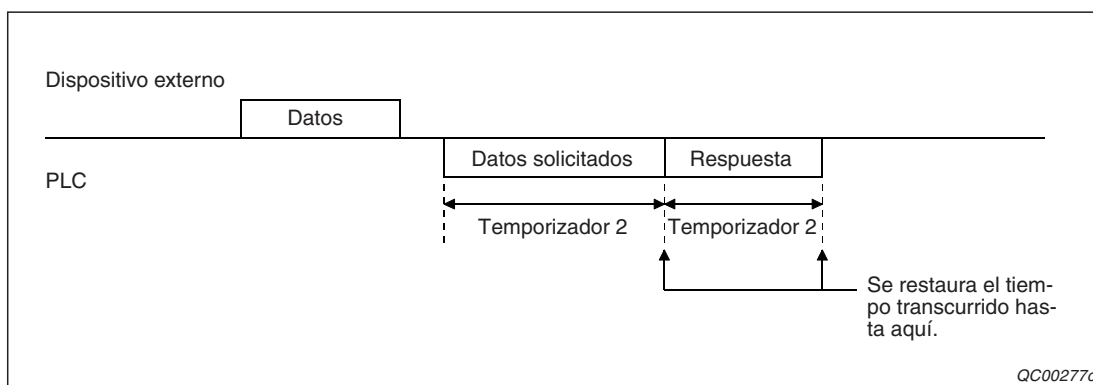 Dispositivo externo
Datos
Datos solicitados
Respuesta
PLC
Temporizador 2
Temporizador 2
Se restaura el tiem-
po transcurrido has-
ta aquí.
QC00277c